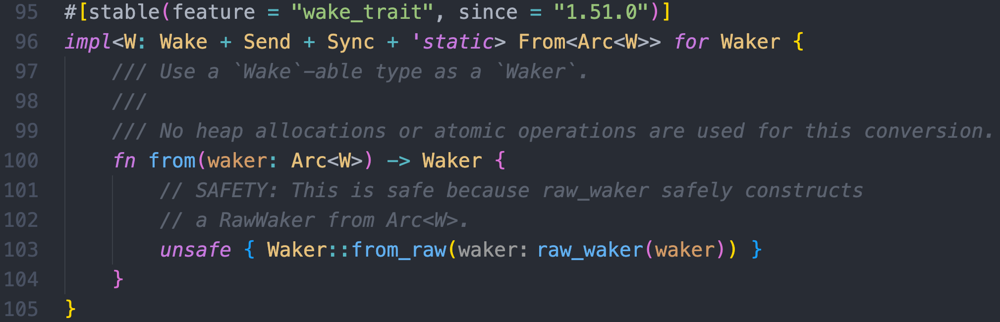 95 #[stable(feature = "wake_trait", since = "1.51.0")]
96 impl<W: Wake + Send + Sync + 'static> From<Arc<W>> for Waker {
97     /// Use a `Wake`-able type as a `Waker`.
98     ///
99     /// No heap allocations or atomic operations are used for this conversion.
100     fn from(waker: Arc<W>) -> Waker {
101         // SAFETY: This is safe because raw_waker safely constructs
102         // a RawWaker from Arc<W>.
103         unsafe { Waker::from_raw(waker: raw_waker(waker)) }
104     }
105 }